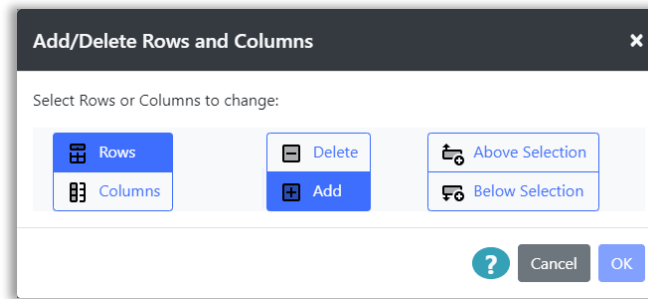 Add/Delete Rows and Columns
Select Rows or Columns to change:
Rows
Columns
Delete
Add
Above Selection
Below Selection
?
Cancel
OK